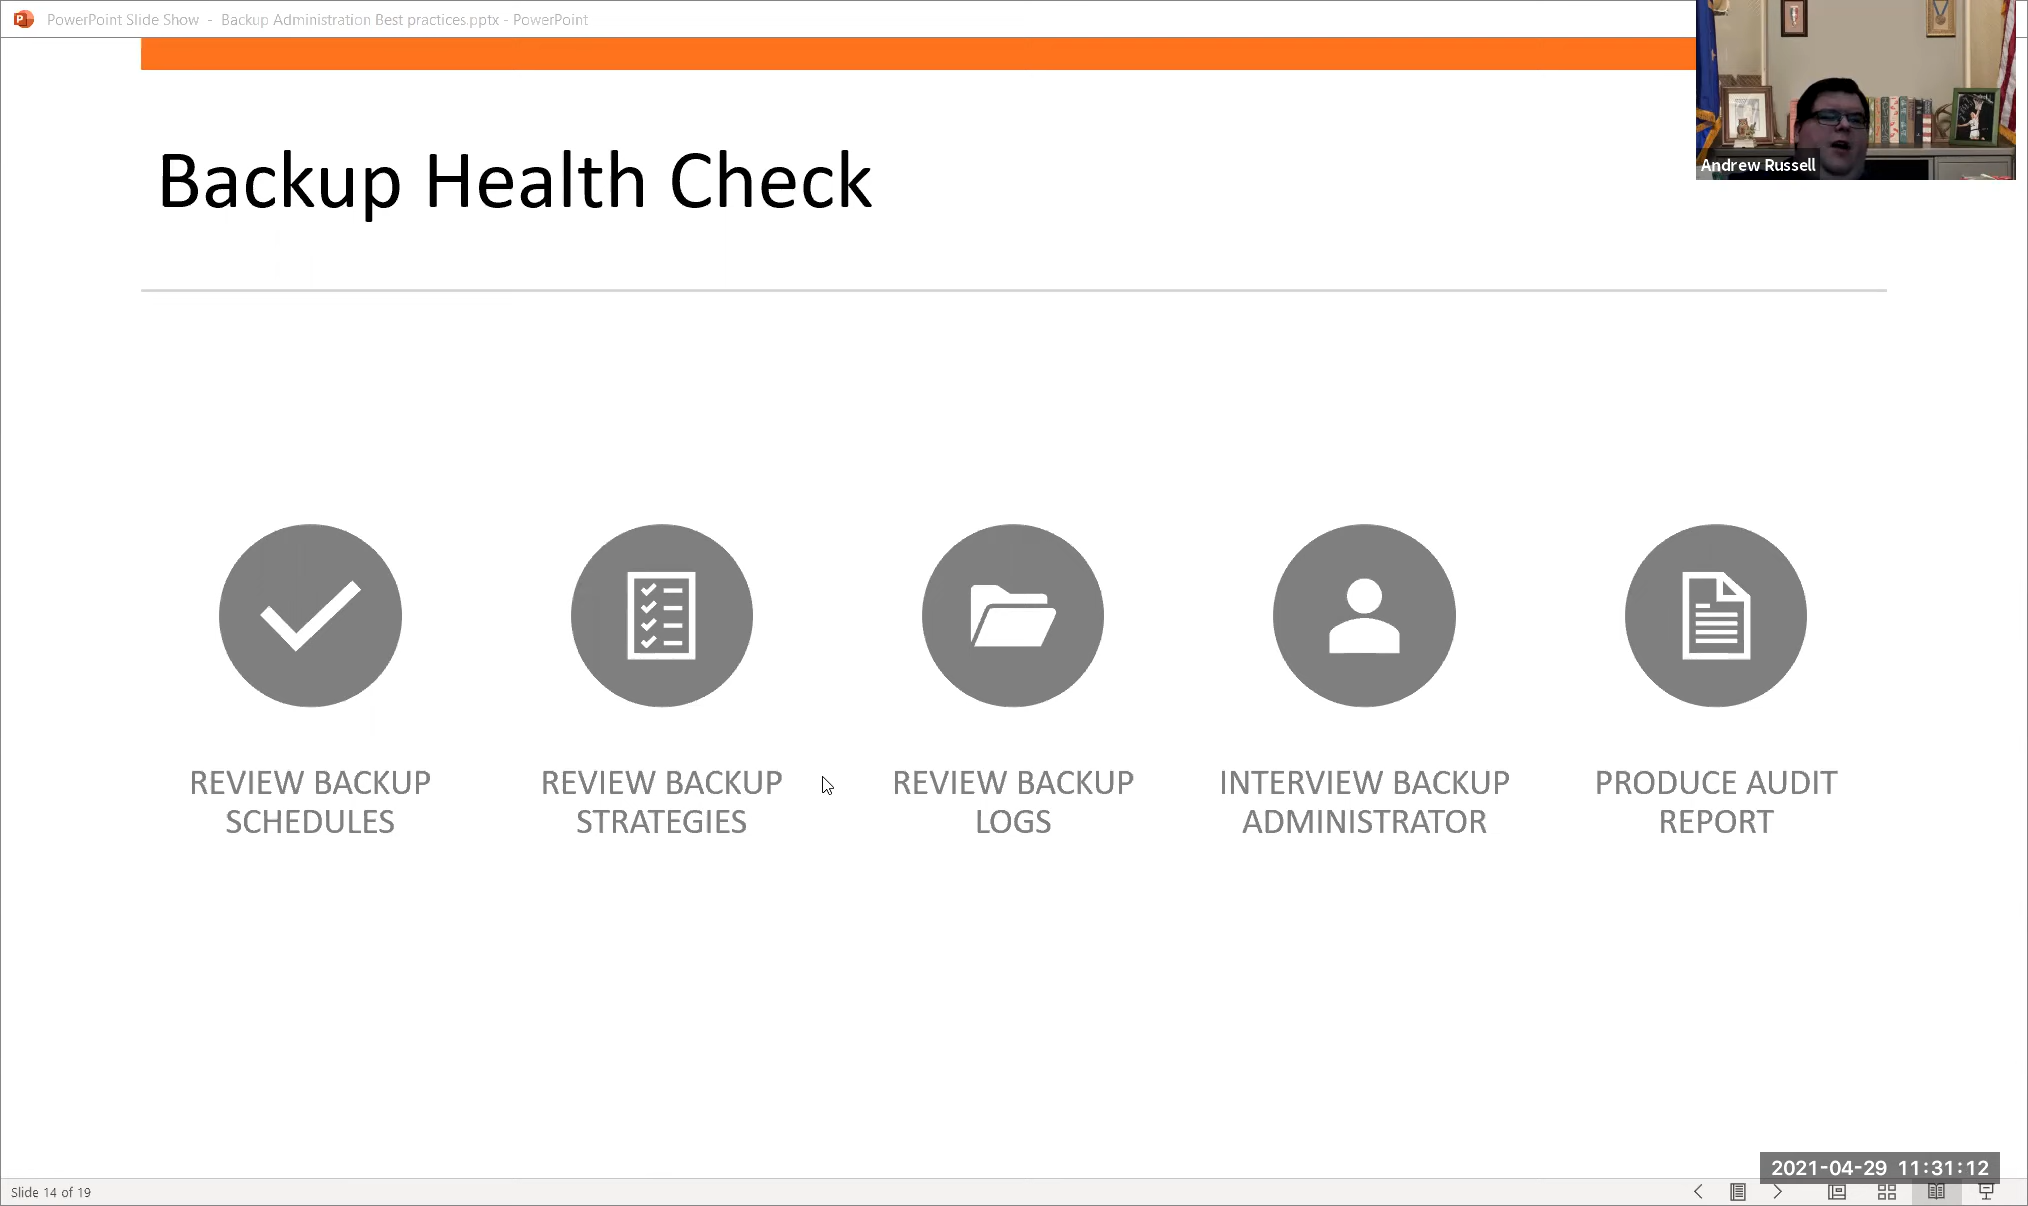 PowerPoint Slide Show - Backup Administration Best practices.pptx - PowerPoint
Andrew Russell
Backup Health Check
REVIEW BACKUP
SCHEDULES
REVIEW BACKUP
STRATEGIES
REVIEW BACKUP
LOGS
INTERVIEW BACKUP
ADMINISTRATOR
PRODUCE AUDIT
REPORT
2021-04-29 11:31:12
Slide 14 of 19